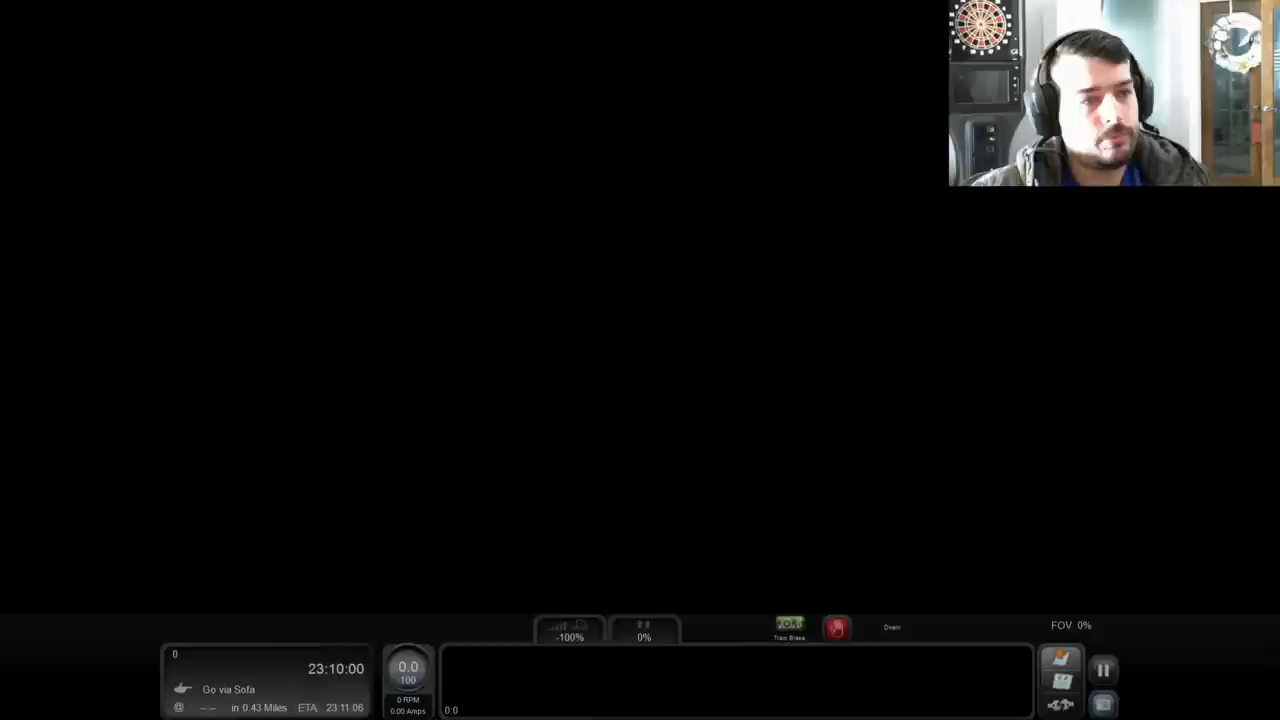 -100%
0%
Train Brake
FOV 0%
0
23:10:00
Go via Sofa
@ -- -- in 0.43 Miles ETA: 23:11:06
0.0
100
0 RPM
0.00 Amps
0:0